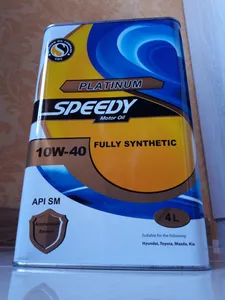 PLATINUM
SPEEDY
Motor Oil
FULLY SYNTHETIC
10W-40
API SM
4L
Suitable for the following:
Hyundai, Toyota, Mazda, Kia